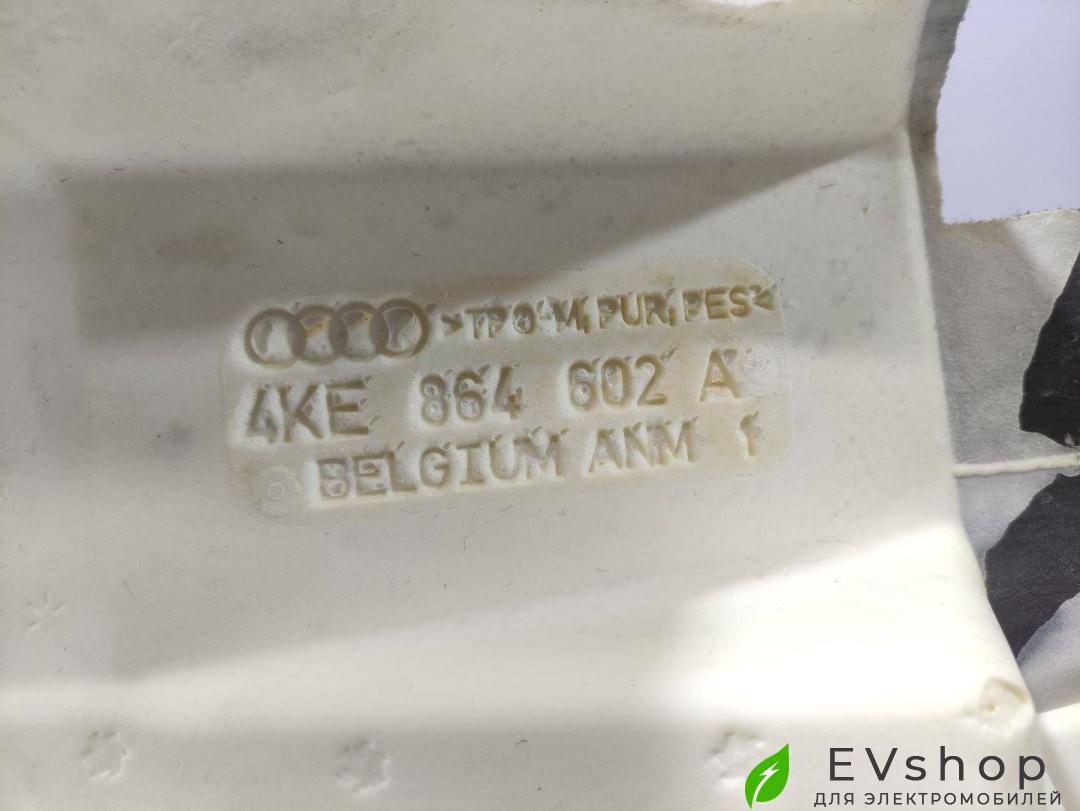 >TPO-M, PUR, PES<
4KE 864 602 A
BELGIUM ANM 1
EVshop
ДЛЯ ЭЛЕКТРОМОБИЛЕЙ